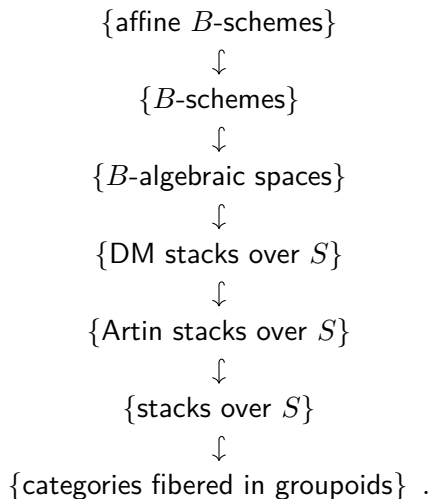 {affine B-schemes}
↪
{B-schemes}
↪
{B-algebraic spaces}
↪
{DM stacks over S}
↪
{Artin stacks over S}
↪
{stacks over S}
↪
{categories fibered in groupoids} .